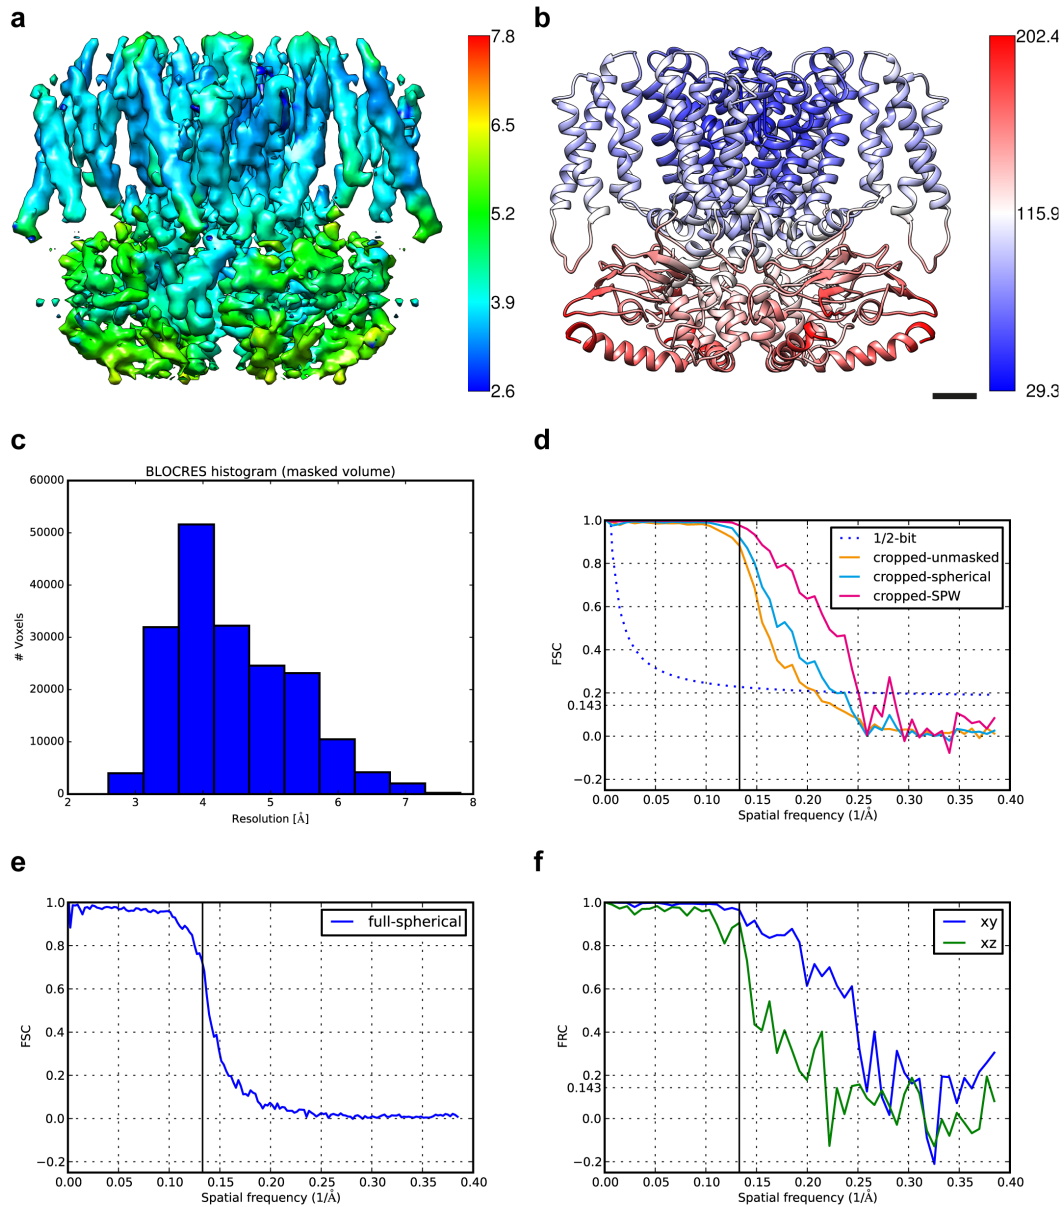 a
7.8
6.5
5.2
3.9
2.6
b
202.4
115.9
29.3
c
BLOCRES histogram (masked volume)
60000
50000
40000
30000
20000
10000
0
# Voxels
2 3 4 5 6 7 8
Resolution [Å]
d
1.0
0.8
0.6
0.4
0.2
0.143
0.0
−0.2
FSC
1/2-bit
cropped-unmasked
cropped-spherical
cropped-SPW
0.00 0.05 0.10 0.15 0.20 0.25 0.30 0.35 0.40
Spatial frequency (1/Å)
e
1.0
0.8
0.6
0.4
0.2
0.0
−0.2
FSC
full-spherical
0.00 0.05 0.10 0.15 0.20 0.25 0.30 0.35 0.40
Spatial frequency (1/Å)
f
1.0
0.8
0.6
0.4
0.2
0.143
0.0
−0.2
FRC
xy
xz
0.00 0.05 0.10 0.15 0.20 0.25 0.30 0.35 0.40
Spatial frequency (1/Å)